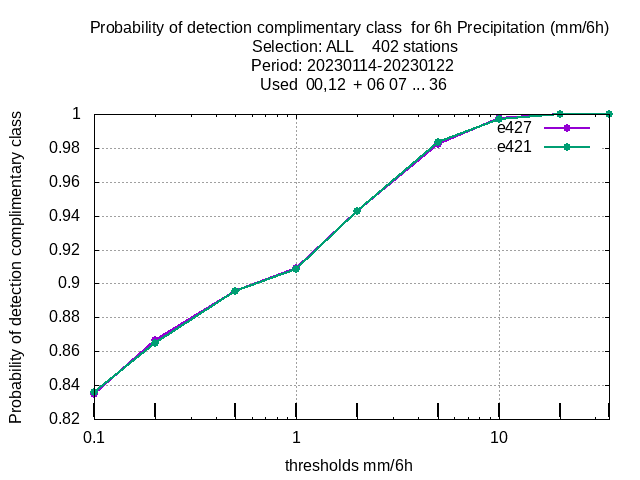 Probability of detection complimentary class  for 6h Precipitation (mm/6h)
Selection: ALL    402 stations
Period: 20230114-20230122
Used  00,12  + 06 07 ... 36
Probability of detection complimentary class
1
0.98
0.96
0.94
0.92
0.9
0.88
0.86
0.84
0.82
e427
e421
0.1
1
10
thresholds mm/6h